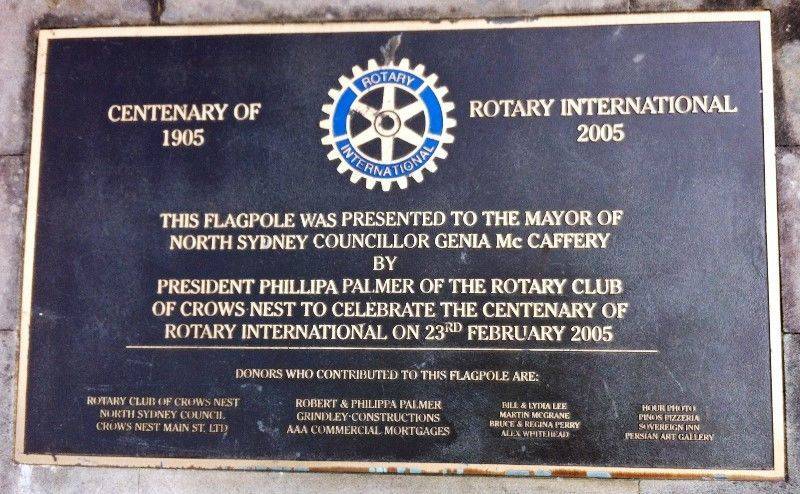 CENTENARY OF
1905
ROTARY
INTERNATIONAL
ROTARY INTERNATIONAL
2005
THIS FLAGPOLE WAS PRESENTED TO THE MAYOR OF
NORTH SYDNEY COUNCILLOR GENIA Mc CAFFERY
BY
PRESIDENT PHILLIPA PALMER OF THE ROTARY CLUB
OF CROWS NEST TO CELEBRATE THE CENTENARY OF
ROTARY INTERNATIONAL ON 23RD FEBRUARY 2005
DONORS WHO CONTRIBUTED TO THIS FLAGPOLE ARE:
ROTARY CLUB OF CROWS NEST
NORTH SYDNEY COUNCIL
CROWS NEST MAIN ST. LTD
ROBERT & PHILIPPA PALMER
GRINDLEY-CONSTRUCTIONS
AAA COMMERCIAL MORTGAGES
BILL & LYDIA LEE
MARTIN MCGRANE
BRUCE & REGINA PERRY
ALEX WHITEHEAD
HOUR PHOTO
PINOS PIZZERIA
SOVEREIGN INN
PERSIAN ART GALLERY